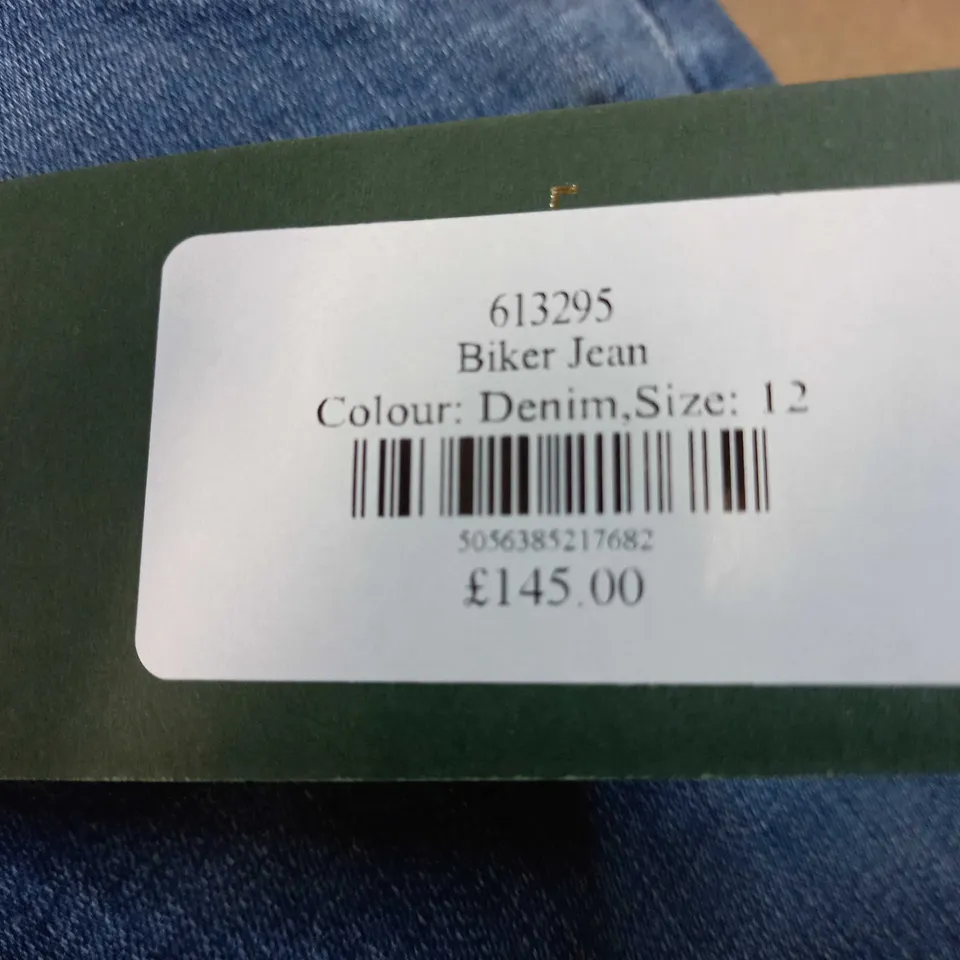 613295
Biker Jean
Colour: Denim,Size: 12
5056385217682
£145.00